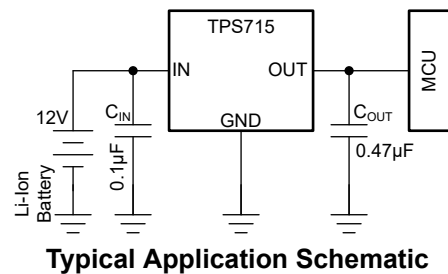 TPS715
IN
OUT
GND
MCU
12V
C_IN
0.1µF
C_OUT
0.47µF
Li-Ion
Battery
Typical Application Schematic